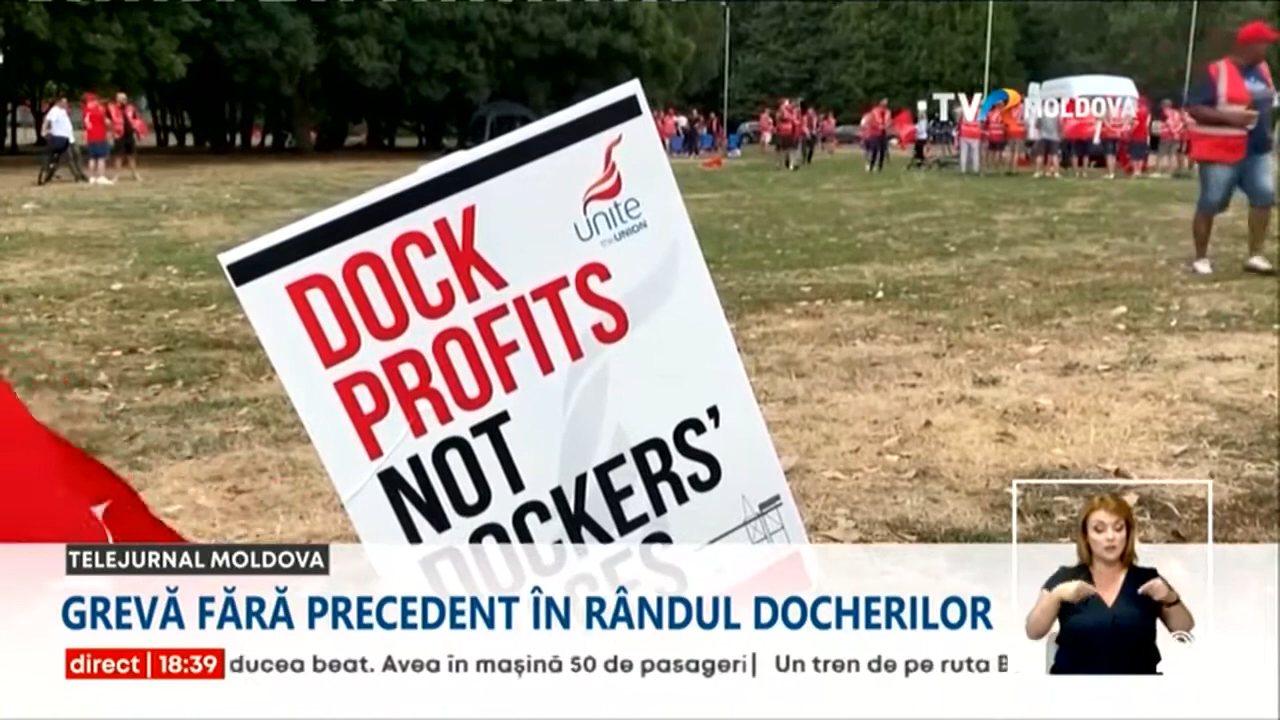 TVR MOLDOVA
unite
the UNION
DOCK
PROFITS
NOT
DOCKERS'
TELEJURNAL MOLDOVA
GREVĂ FĂRĂ PRECEDENT ÎN RÂNDUL DOCHERILOR
direct | 18:39 ducea beat. Avea în mașină 50 de pasageri | Un tren de pe ruta